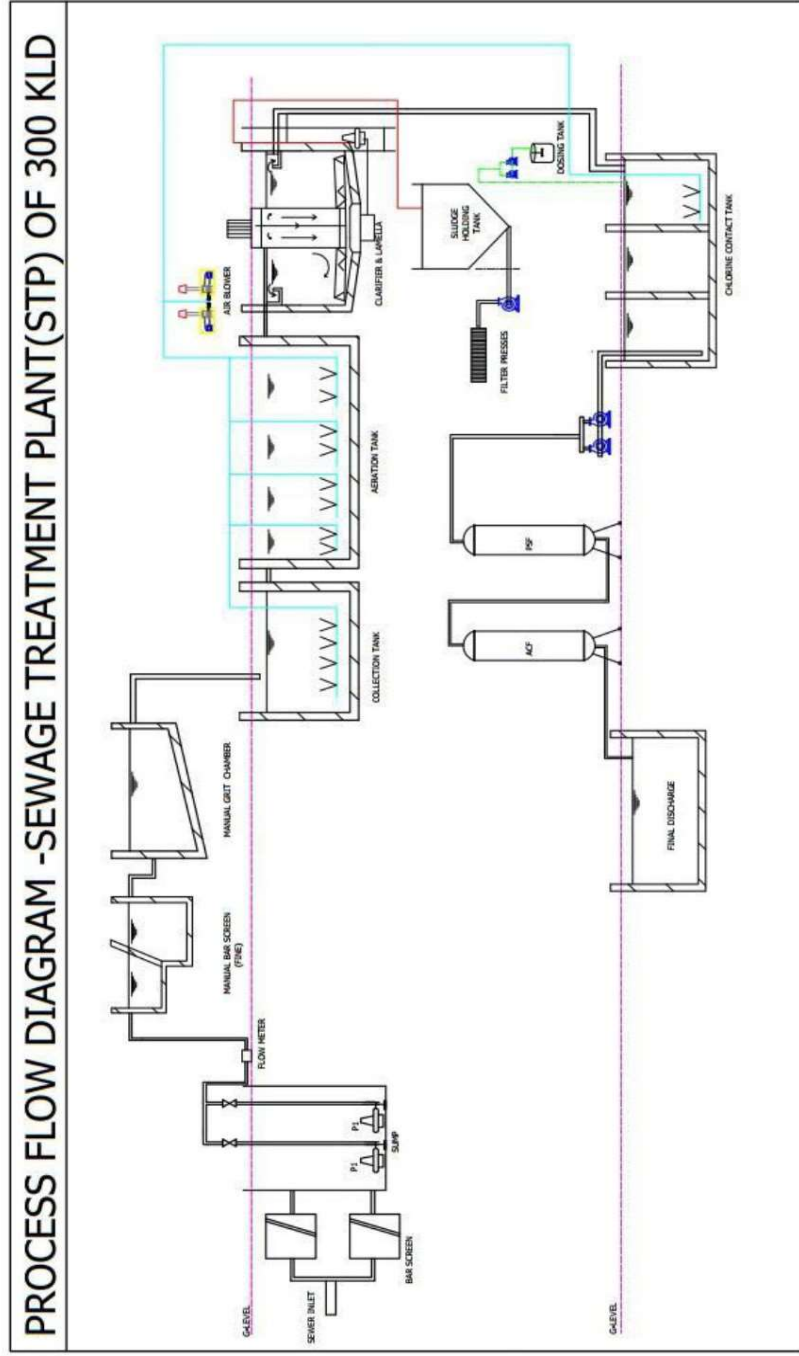 PROCESS FLOW DIAGRAM -SEWAGE TREATMENT PLANT(STP) OF 300 KLD
G-LEVEL
SEWER INLET
BAR SCREEN
P1
P1
SUMP
FLOW METER
MANUAL BAR SCREEN
(FINE)
MANUAL GRIT CHAMBER
COLLECTION TANK
AERATION TANK
AIR BLOWER
CLARIFIER & LAMELLA
SLUDGE
HOLDING
TANK
FILTER PRESSES
DOSING TANK
CHLORINE CONTACT TANK
PSF
ACF
FINAL DISCHARGE
G-LEVEL